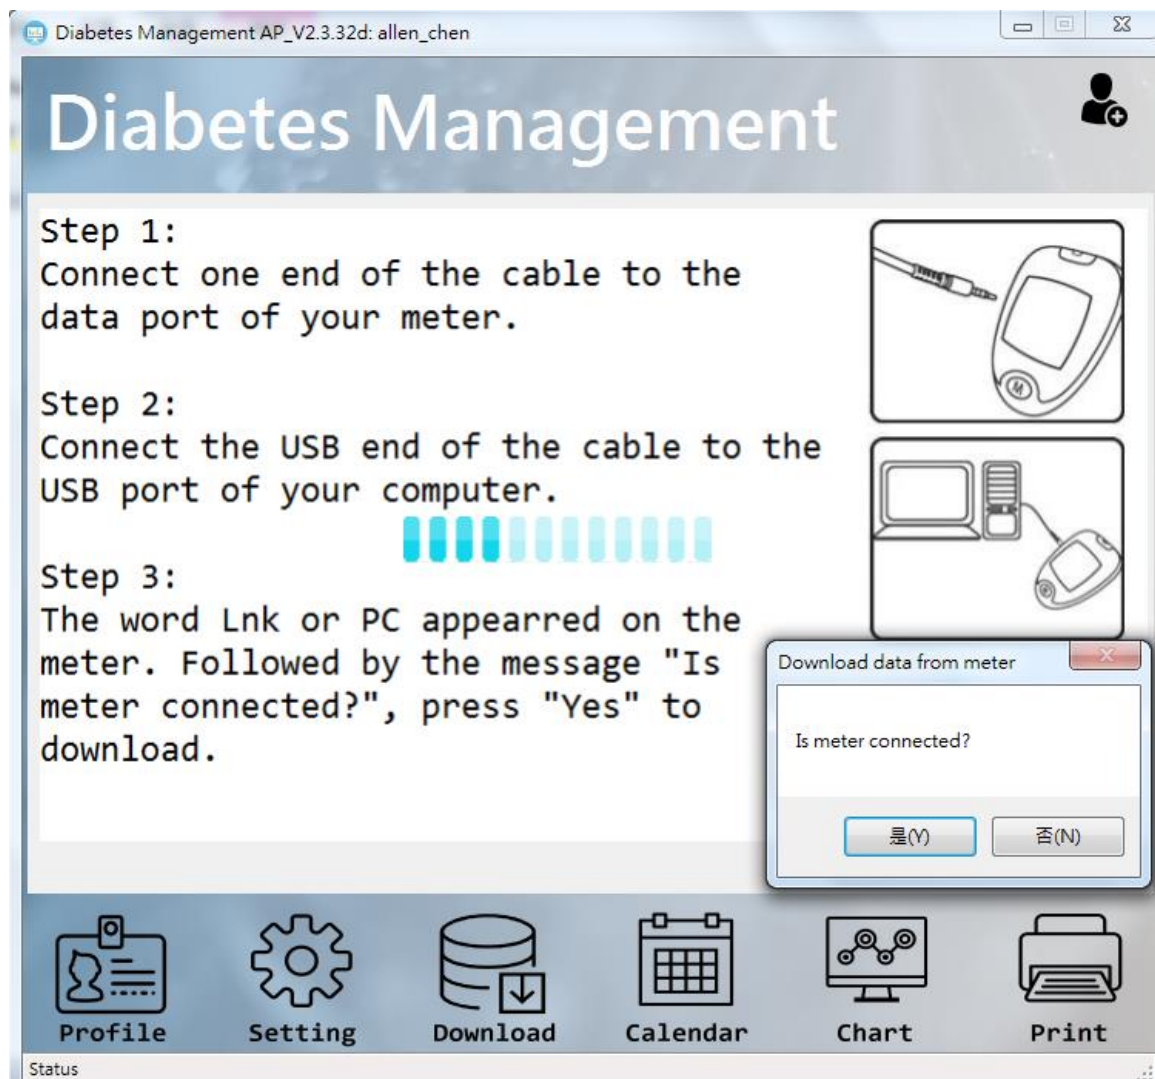 Diabetes Management AP_V2.3.32d: allen_chen
Diabetes Management
Step 1:
Connect one end of the cable to the
data port of your meter.
Step 2:
Connect the USB end of the cable to the
USB port of your computer.
Step 3:
The word Lnk or PC appearred on the
meter. Followed by the message "Is
meter connected?", press "Yes" to
download.
M
Download data from meter
Is meter connected?
是(Y)
否(N)
Profile
Setting
Download
Calendar
Chart
Print
Status